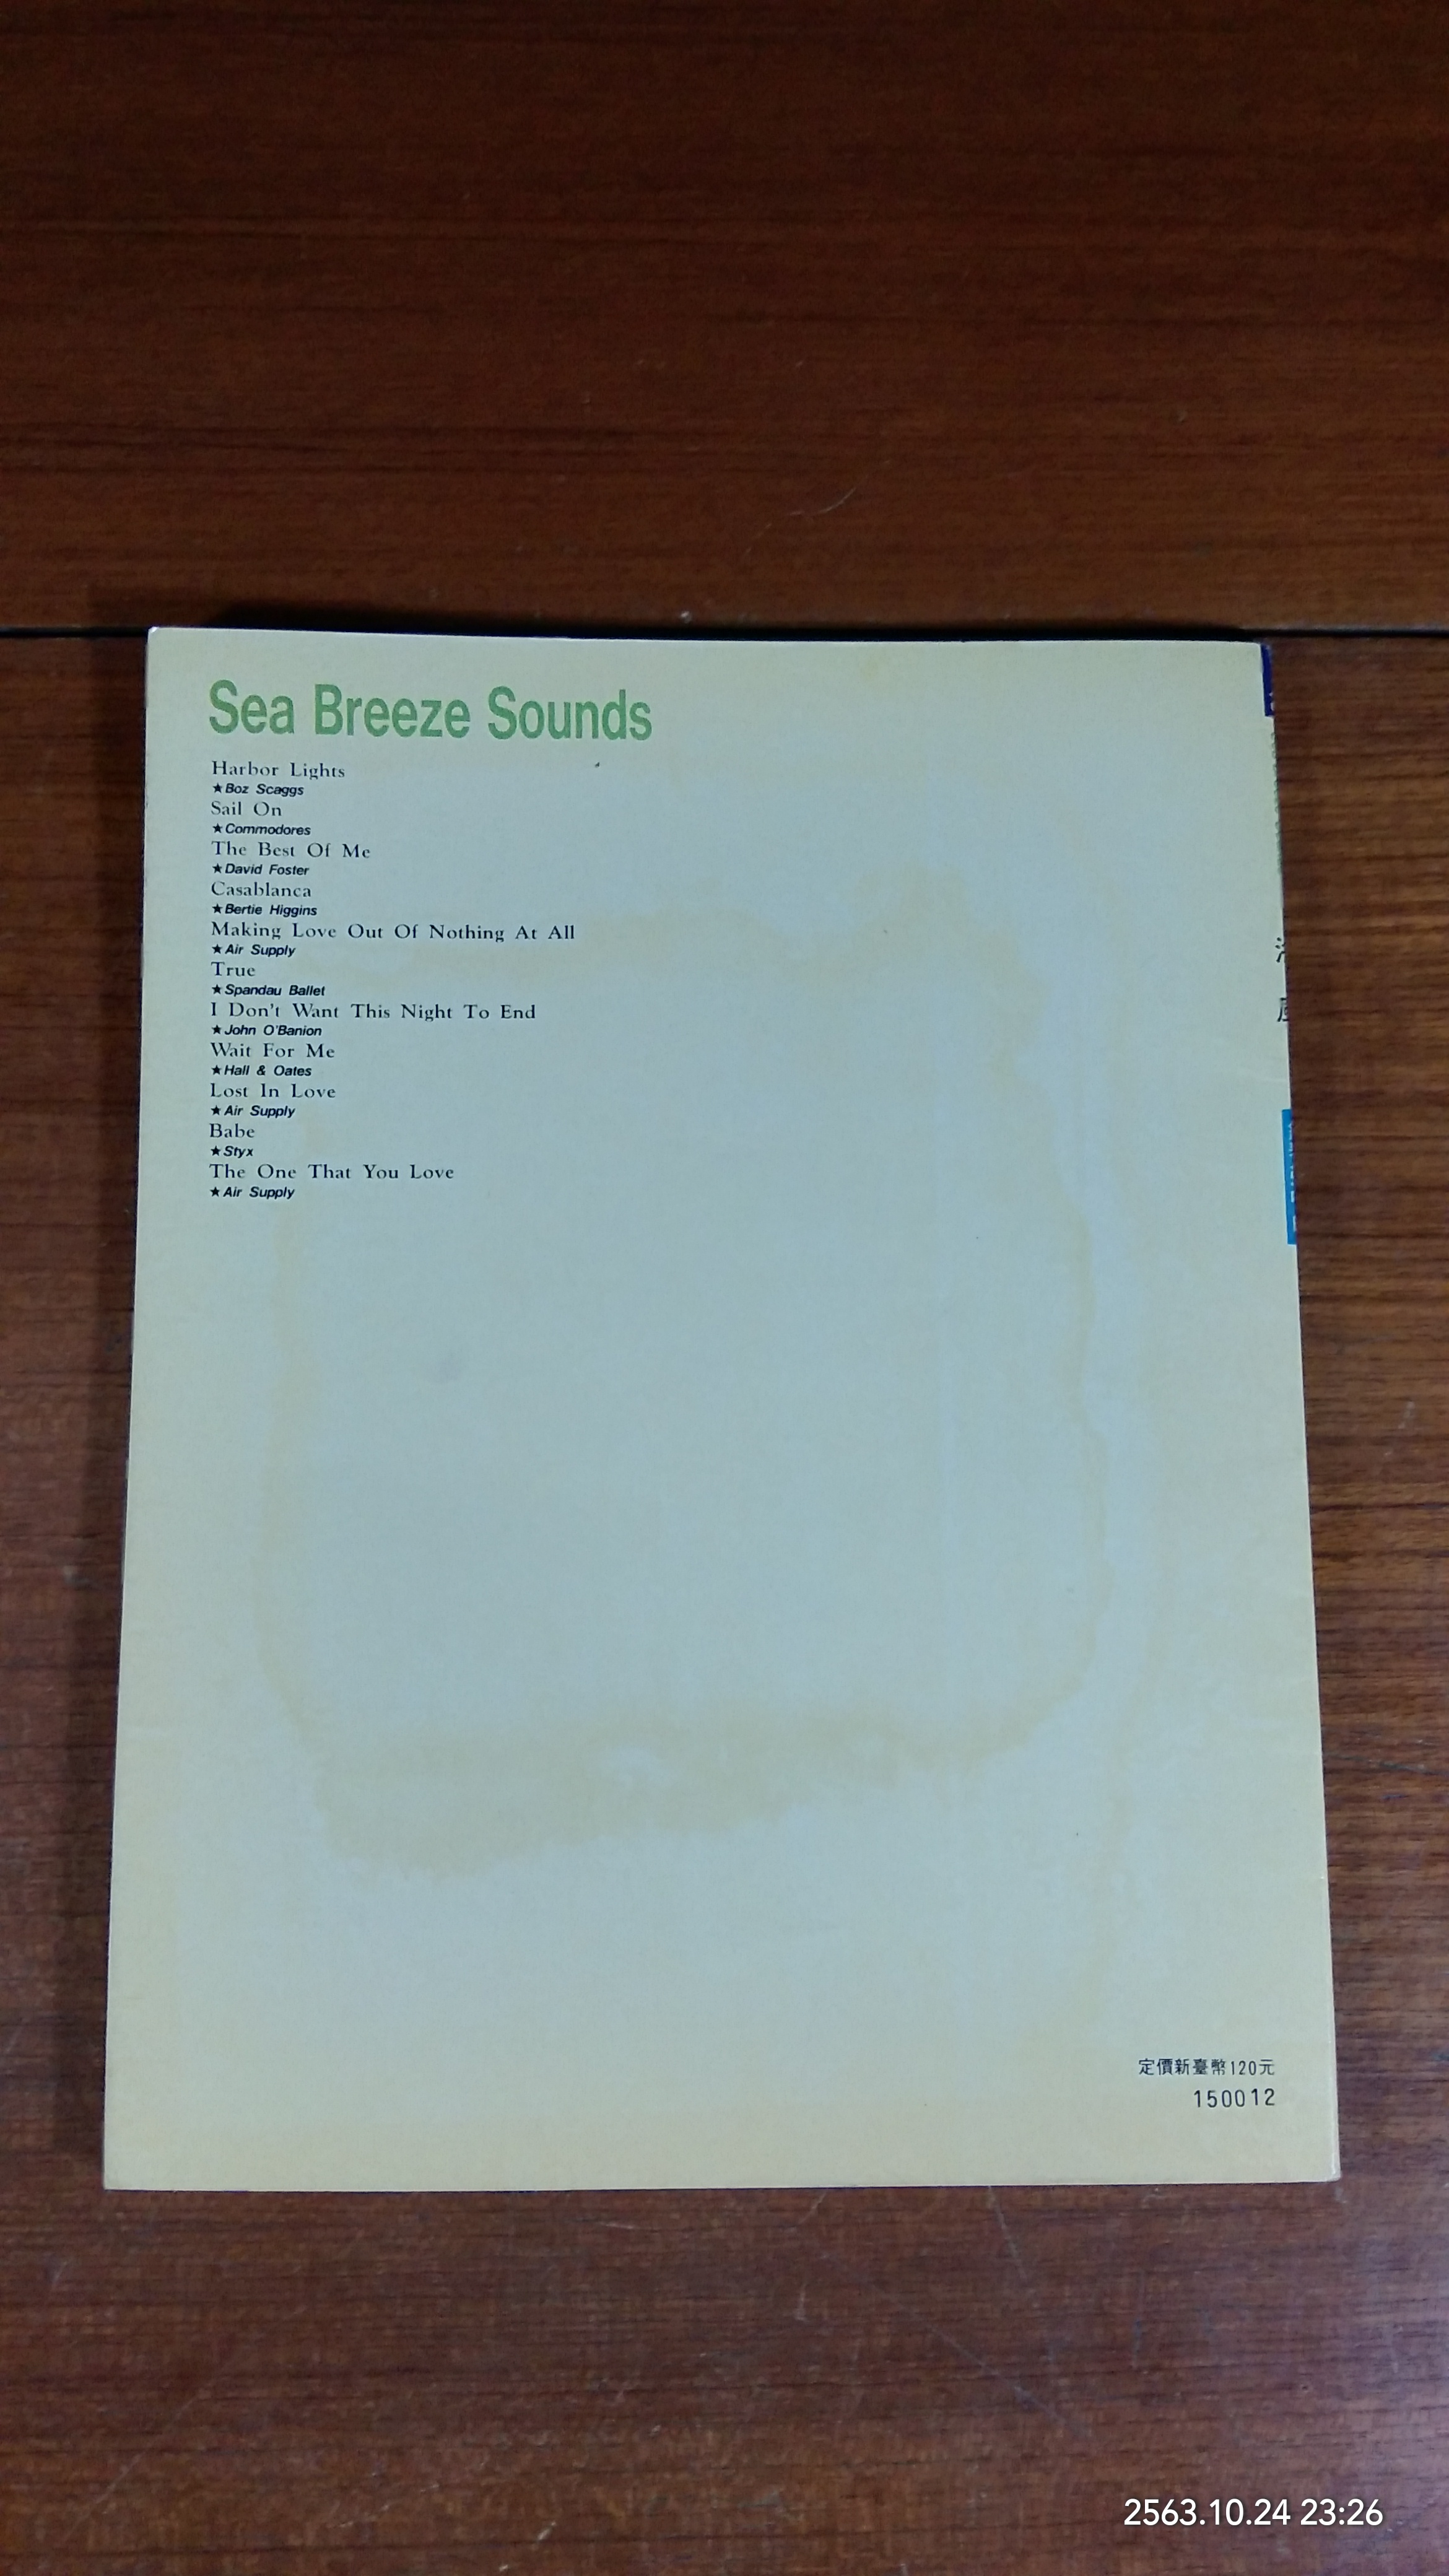 Sea Breeze Sounds
Harbor Lights
★Boz Scaggs
Sail On
★Commodores
The Best Of Me
★David Foster
Casablanca
★Bertie Higgins
Making Love Out Of Nothing At All
★Air Supply
True
★Spandau Ballet
I Don't Want This Night To End
★John O'Banion
Wait For Me
★Hall & Oates
Lost In Love
★Air Supply
Babe
★Styx
The One That You Love
★Air Supply
定價新臺幣120元
150012
2563.10.24 23:26